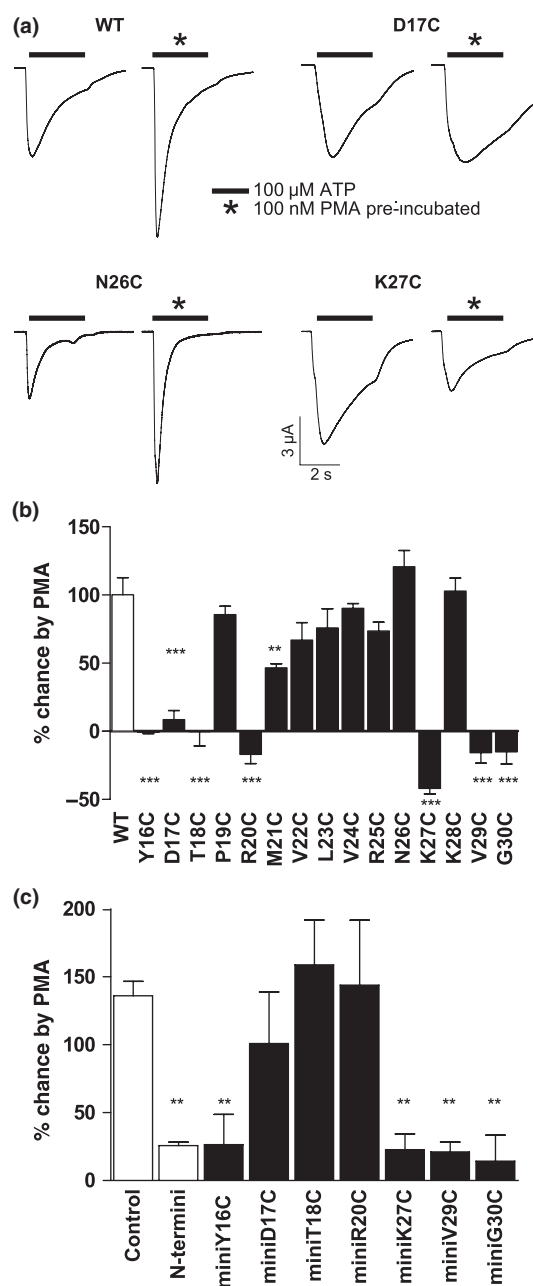 (a)
WT
D17C
*
*
100 µM ATP
* 100 nM PMA pre-incubated
N26C
K27C
*
*
3 µA
2 s
(b)
% chance by PMA
150
100
50
0
–50
***
***
***
***
**
***
***
***
WT
Y16C
D17C
T18C
P19C
R20C
M21C
V22C
L23C
V24C
R25C
N26C
K27C
K28C
V29C
G30C
(c)
% chance by PMA
200
150
100
50
0
**
**
**
**
**
Control
N-termini
miniY16C
miniD17C
miniT18C
miniR20C
miniK27C
miniV29C
miniG30C